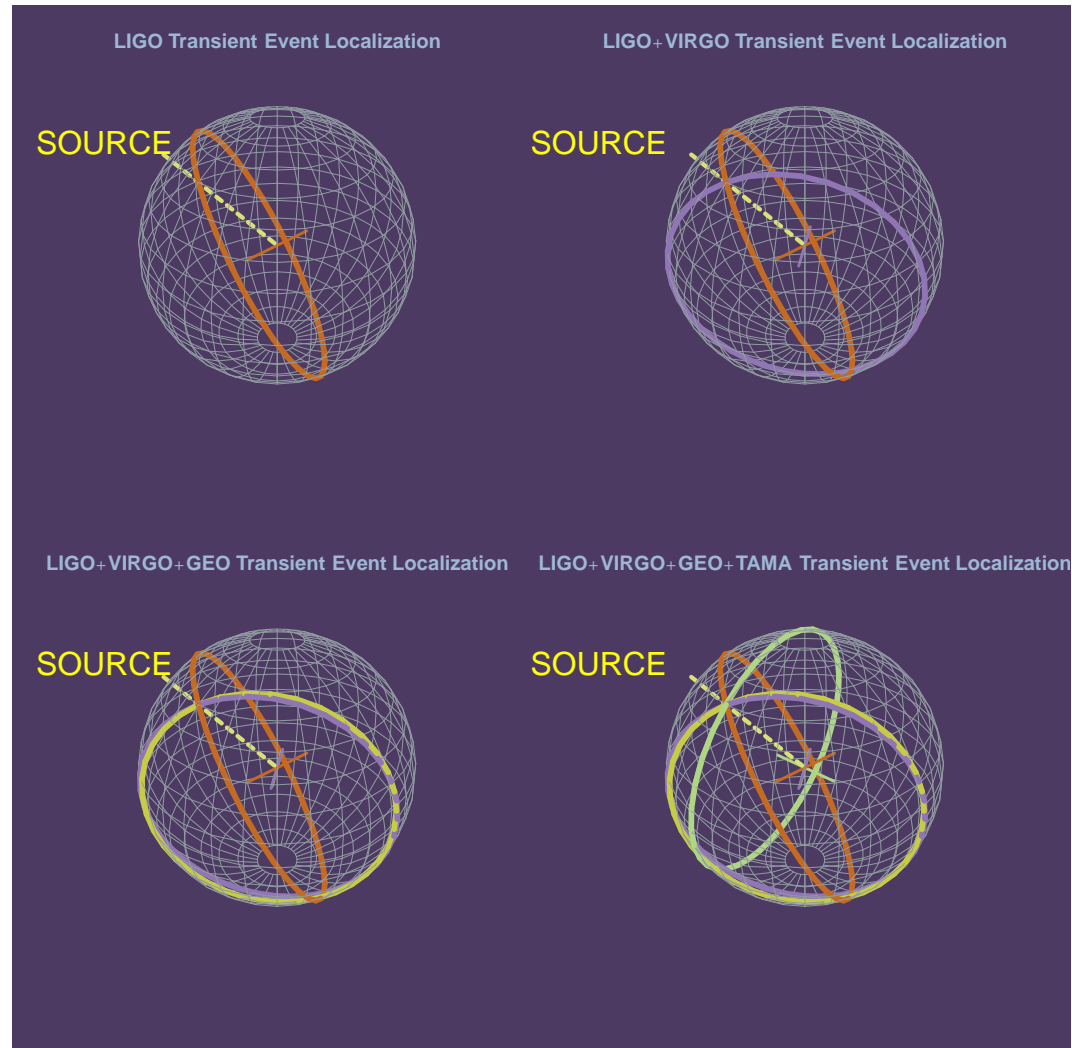 LIGO Transient Event Localization
LIGO+VIRGO Transient Event Localization
SOURCE
SOURCE
LIGO+VIRGO+GEO Transient Event Localization
LIGO+VIRGO+GEO+TAMA Transient Event Localization
SOURCE
SOURCE